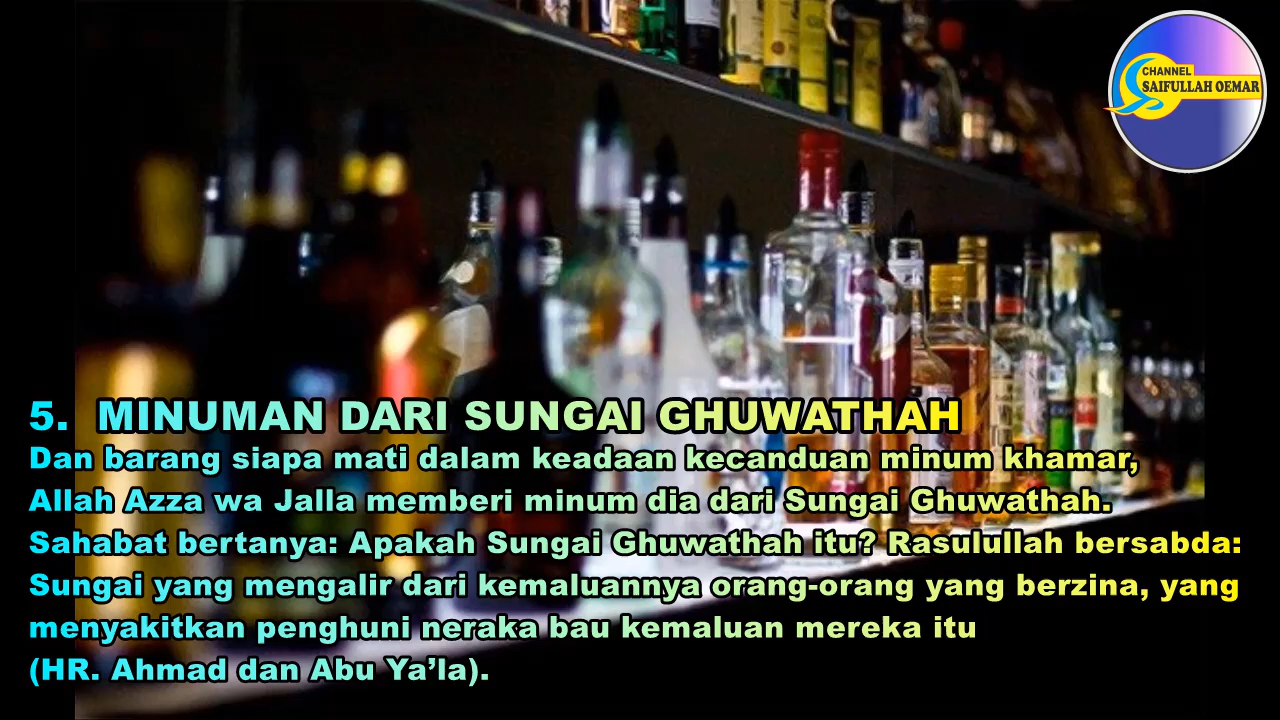 CHANNEL
SAIFULLAH OEMAR
5. MINUMAN DARI SUNGAI GHUWATHAH
Dan barang siapa mati dalam keadaan kecanduan minum khamar,
Allah Azza wa Jalla memberi minum dia dari Sungai Ghuwathah.
Sahabat bertanya: Apakah Sungai Ghuwathah itu? Rasulullah bersabda:
Sungai yang mengalir dari kemaluannya orang-orang yang berzina, yang
menyakitkan penghuni neraka bau kemaluan mereka itu
(HR. Ahmad dan Abu Ya’la).